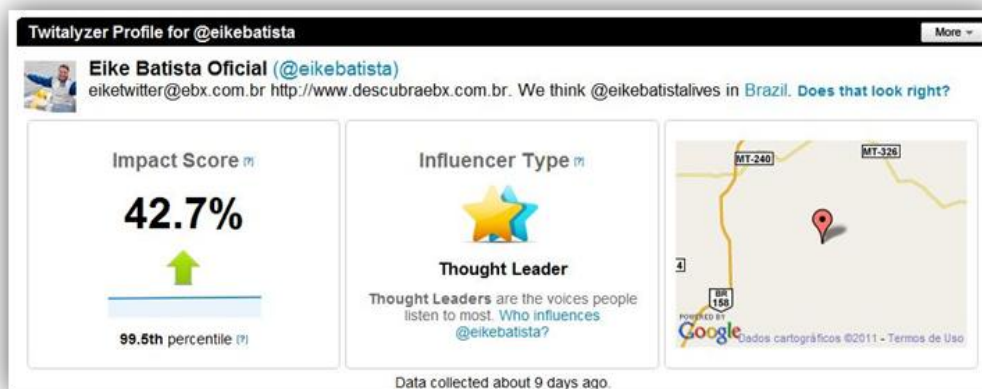 Twitalyzer Profile for @eikebatista
More
Eike Batista Oficial (@eikebatista)
eiketwitter@ebx.com.br http://www.descubraebx.com.br. We think @eikebatistalives in Brazil. Does that look right?
Impact Score [?]
42.7%
99.5th percentile [?]
Influencer Type [?]
Thought Leader
Thought Leaders are the voices people
listen to most. Who influences
@eikebatista?
MT-240
MT-326
4
BR
158
POWERED BY
Google
Dados cartográficos ©2011 - Termos de Uso
Data collected about 9 days ago.